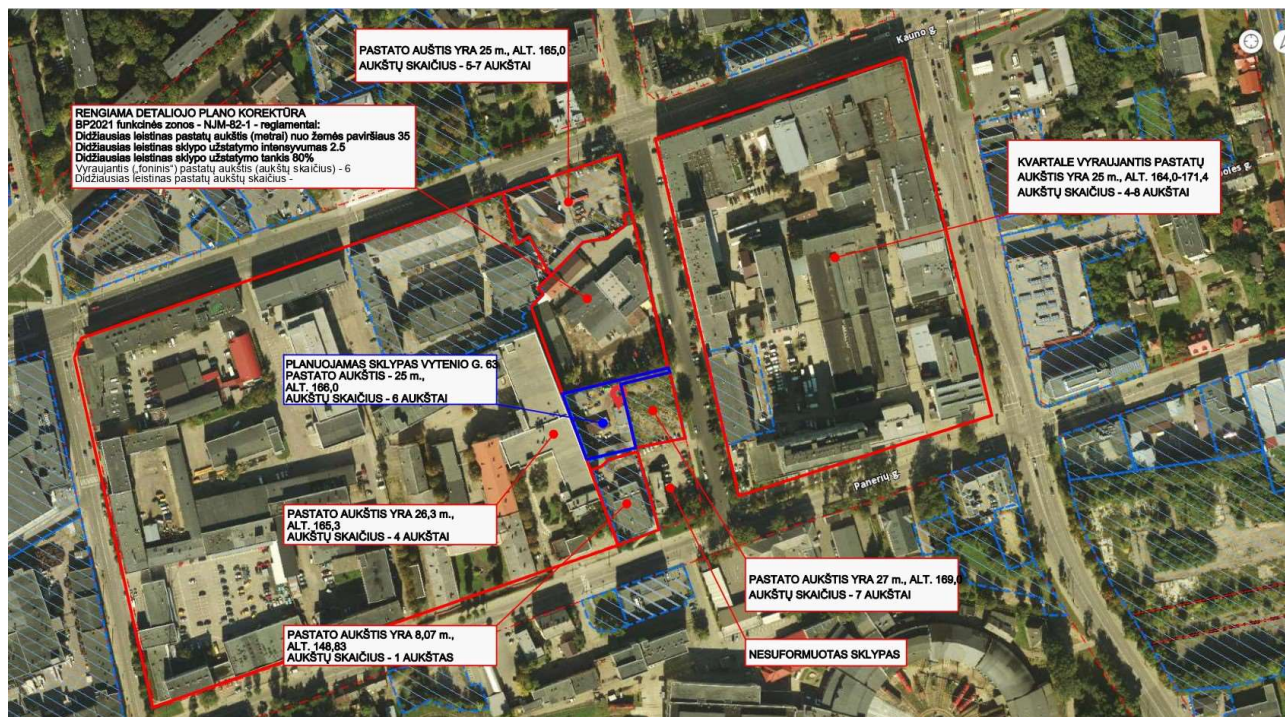 Kauno g.
PASTATO AUŠTIS YRA 25 m., ALT. 165,0
AUKŠTŲ SKAIČIUS - 5-7 AUKŠTAI
RENGIAMA DETALIOJO PLANO KOREKTŪRA
BP2021 funkcinės zonos - NJM-82-1 - reglamentai:
Didžiausias leistinas pastatų aukštis (metrai) nuo žemės paviršiaus 35
Didžiausias leistinas sklypo užstatymo intensyvumas 2.5
Didžiausias leistinas sklypo užstatymo tankis 80%
Vyraujantis („foninis“) pastatų aukštis (aukštų skaičius) - 6
Didžiausias leistinas pastatų aukštų skaičius -
KVARTALE VYRAUJANTIS PASTATŲ
AUKŠTIS YRA 25 m., ALT. 164,0-171,4
AUKŠTŲ SKAIČIUS - 4-8 AUKŠTAI
oles g.
PLANUOJAMAS SKLYPAS VYTENIO G. 63
PASTATO AUKŠTIS - 25 m.,
ALT. 166,0
AUKŠTŲ SKAIČIUS - 6 AUKŠTAI
Panerių g.
PASTATO AUKŠTIS YRA 26,3 m.,
ALT. 165,3
AUKŠTŲ SKAIČIUS - 4 AUKŠTAI
PASTATO AUKŠTIS YRA 27 m., ALT. 169,0
AUKŠTŲ SKAIČIUS - 7 AUKŠTAI
PASTATO AUKŠTIS YRA 8,07 m.,
ALT. 148,83
AUKŠTŲ SKAIČIUS - 1 AUKŠTAS
NESUFORMUOTAS SKLYPAS